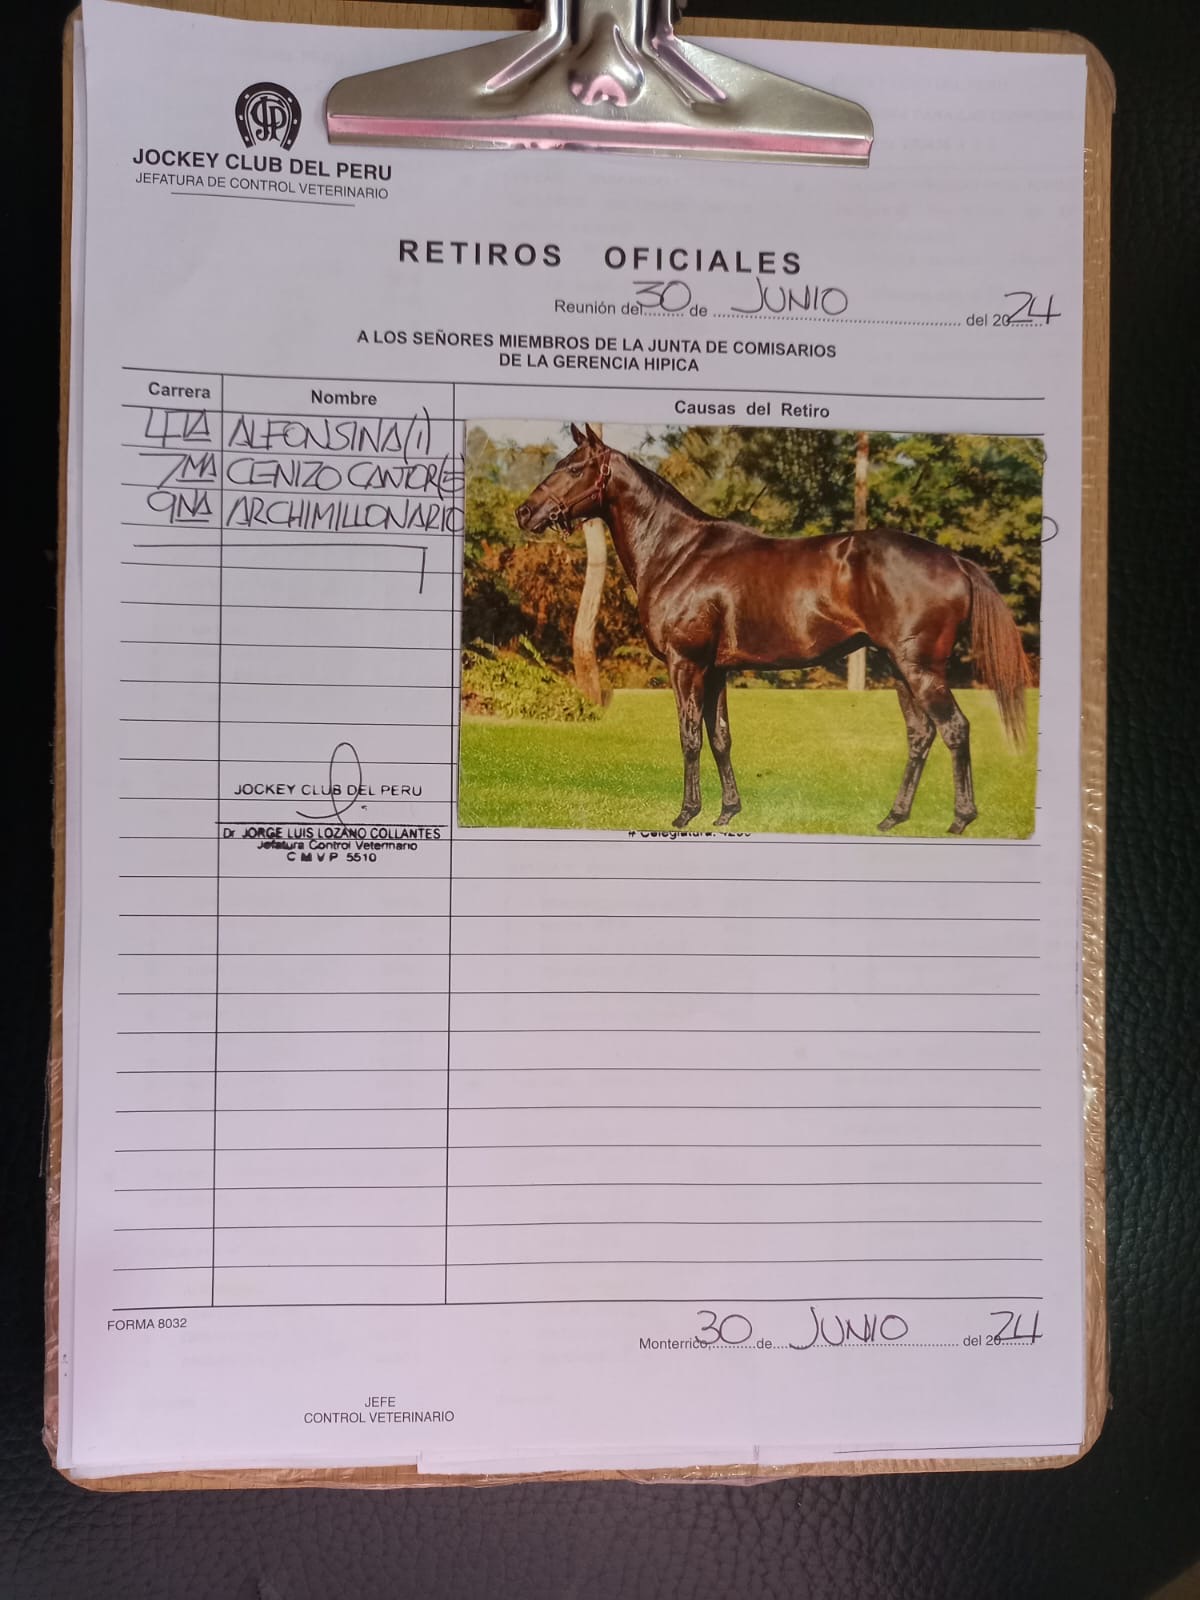 JOCKEY CLUB DEL PERU
JEFATURA DE CONTROL VETERINARIO
RETIROS OFICIALES
Reunión del 30 de JUNIO del 2024
A LOS SEÑORES MIEMBROS DE LA JUNTA DE COMISARIOS
DE LA GERENCIA HIPICA
Carrera Nombre Causas del Retiro
4TA ALFONSINA (1)
7MA CENIZO CANTOR (5
9NA ARCHIMILLONARIO
JOCKEY CLUB DEL PERU
Dr JORGE LUIS LOZANO COLLANTES
Jefatura Control Veterinario
C M V P 5510
FORMA 8032
Monterrico, 30 de JUNIO del 2024
JEFE
CONTROL VETERINARIO